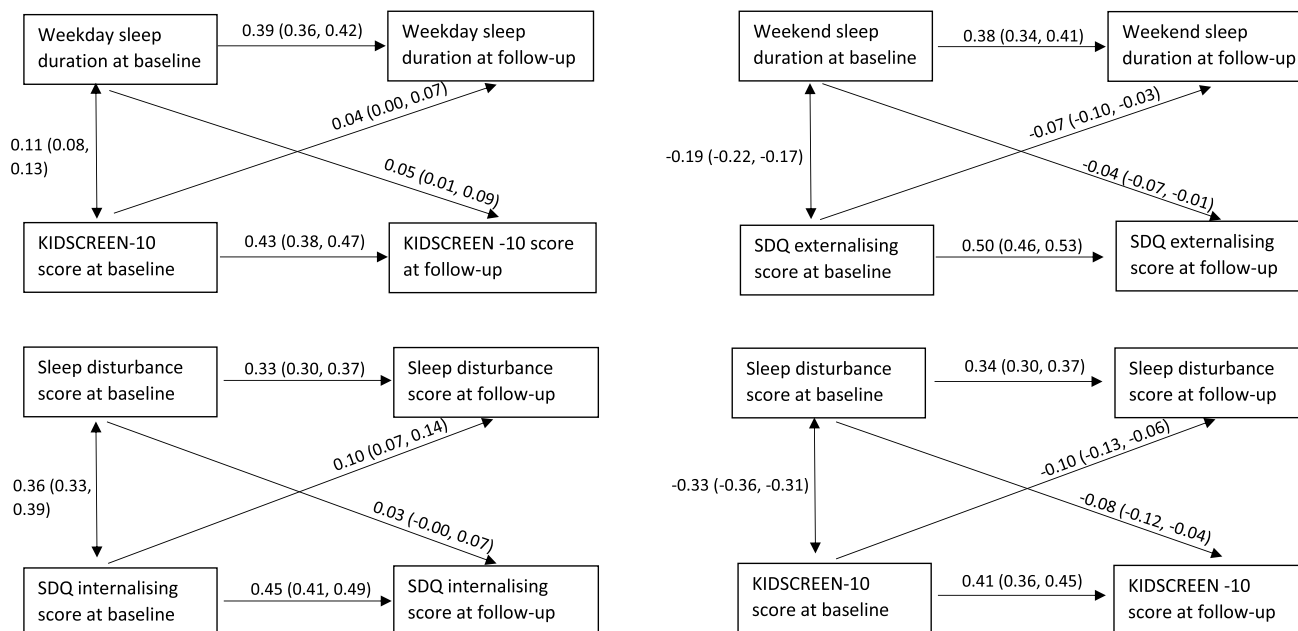 Weekday sleep
duration at baseline
0.39 (0.36, 0.42)
Weekday sleep
duration at follow-up
0.11 (0.08,
0.13)
0.04 (0.00, 0.07)
0.05 (0.01, 0.09)
KIDSCREEN-10
score at baseline
0.43 (0.38, 0.47)
KIDSCREEN -10 score
at follow-up
Weekend sleep
duration at baseline
0.38 (0.34, 0.41)
Weekend sleep
duration at follow-up
-0.19 (-0.22, -0.17)
-0.07 (-0.10, -0.03)
-0.04 (-0.07, -0.01)
SDQ externalising
score at baseline
0.50 (0.46, 0.53)
SDQ externalising
score at follow-up
Sleep disturbance
score at baseline
0.33 (0.30, 0.37)
Sleep disturbance
score at follow-up
0.36 (0.33,
0.39)
0.10 (0.07, 0.14)
0.03 (-0.00, 0.07)
SDQ internalising
score at baseline
0.45 (0.41, 0.49)
SDQ internalising
score at follow-up
Sleep disturbance
score at baseline
0.34 (0.30, 0.37)
Sleep disturbance
score at follow-up
-0.33 (-0.36, -0.31)
-0.10 (-0.13, -0.06)
-0.08 (-0.12, -0.04)
KIDSCREEN-10
score at baseline
0.41 (0.36, 0.45)
KIDSCREEN -10
score at follow-up